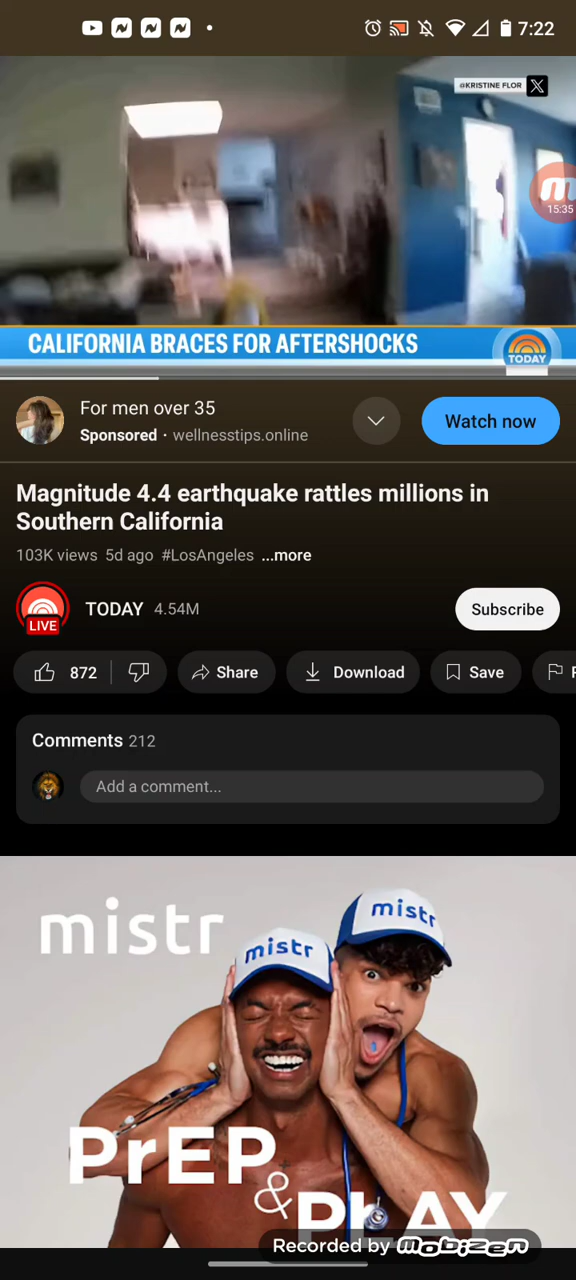 7:22
@KRISTINE FLOR X
15:35
CALIFORNIA BRACES FOR AFTERSHOCKS
TODAY
For men over 35
Sponsored · wellnesstips.online
Watch now
Magnitude 4.4 earthquake rattles millions in
Southern California
103K views 5d ago #LosAngeles ...more
LIVE
TODAY 4.54M
Subscribe
872
Share
Download
Save
Comments 212
Add a comment...
mistr
mistr
mistr
PrEP
&
PLAY
Recorded by mobizen